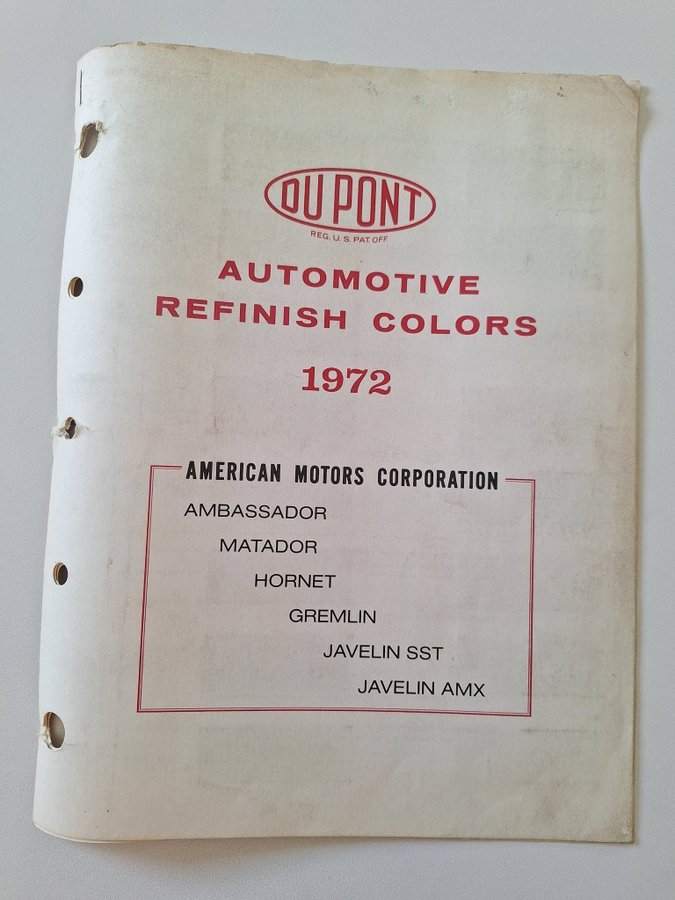 DU PONT
REG. U. S. PAT. OFF.
AUTOMOTIVE
REFINISH COLORS
1972
AMERICAN MOTORS CORPORATION
AMBASSADOR
MATADOR
HORNET
GREMLIN
JAVELIN SST
JAVELIN AMX